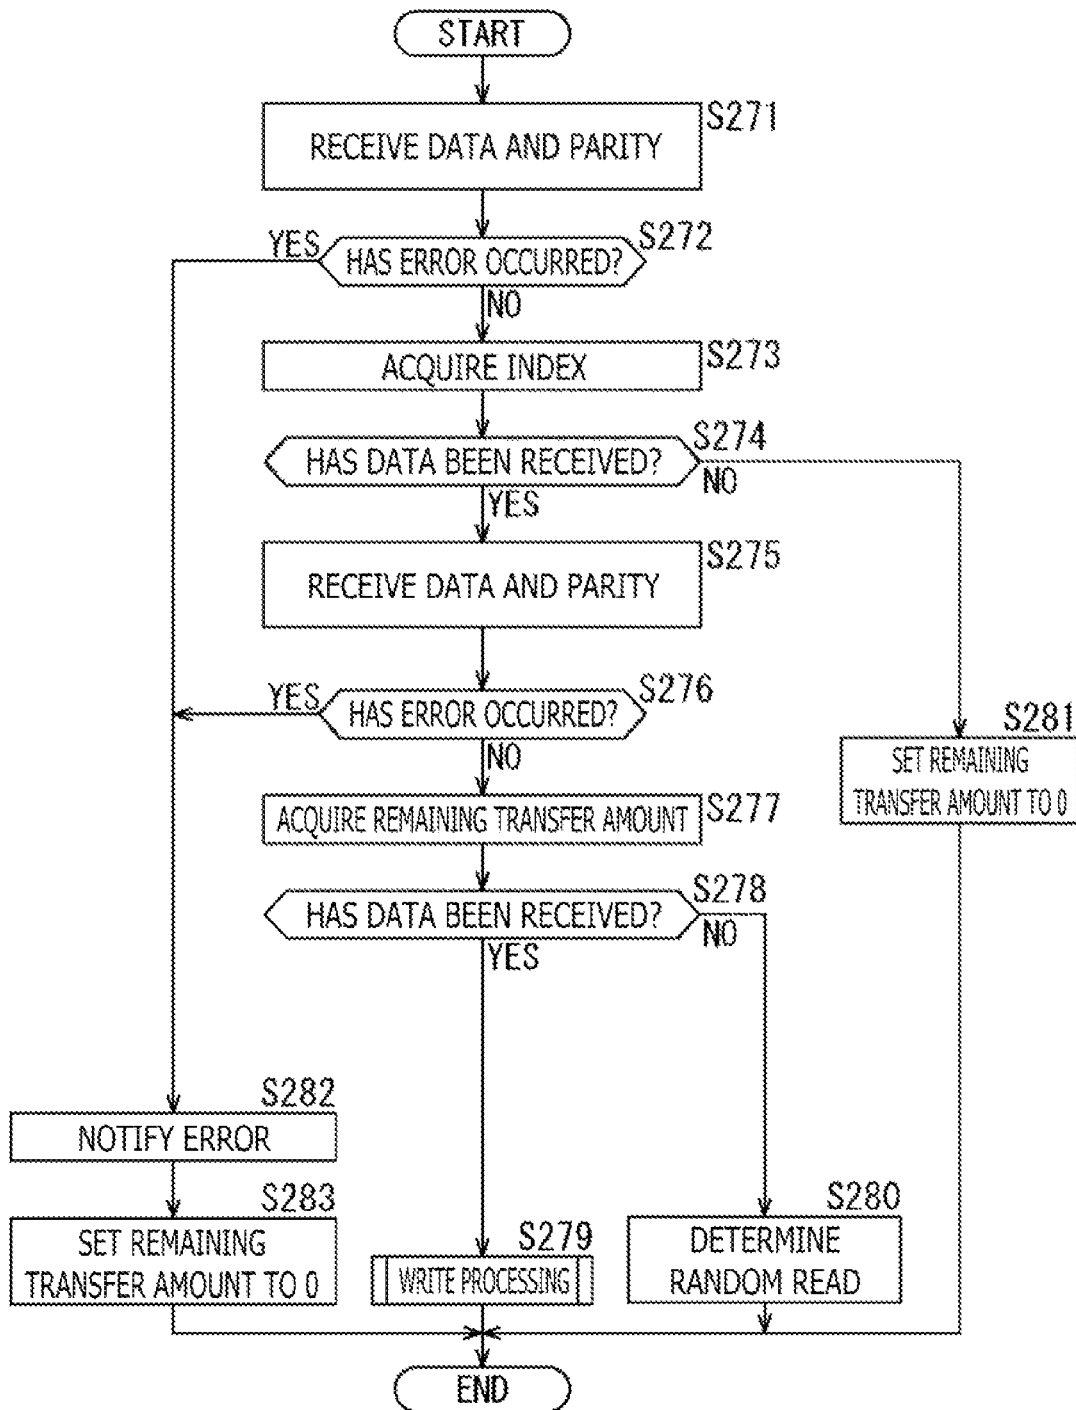 START
S271
RECEIVE DATA AND PARITY
S272
YES
HAS ERROR OCCURRED?
NO
S273
ACQUIRE INDEX
S274
HAS DATA BEEN RECEIVED?
NO
YES
S275
RECEIVE DATA AND PARITY
S276
YES
HAS ERROR OCCURRED?
NO
S281
SET REMAINING
TRANSFER AMOUNT TO 0
S277
ACQUIRE REMAINING TRANSFER AMOUNT
S278
HAS DATA BEEN RECEIVED?
NO
YES
S282
NOTIFY ERROR
S283
SET REMAINING
TRANSFER AMOUNT TO 0
S279
WRITE PROCESSING
S280
DETERMINE
RANDOM READ
END